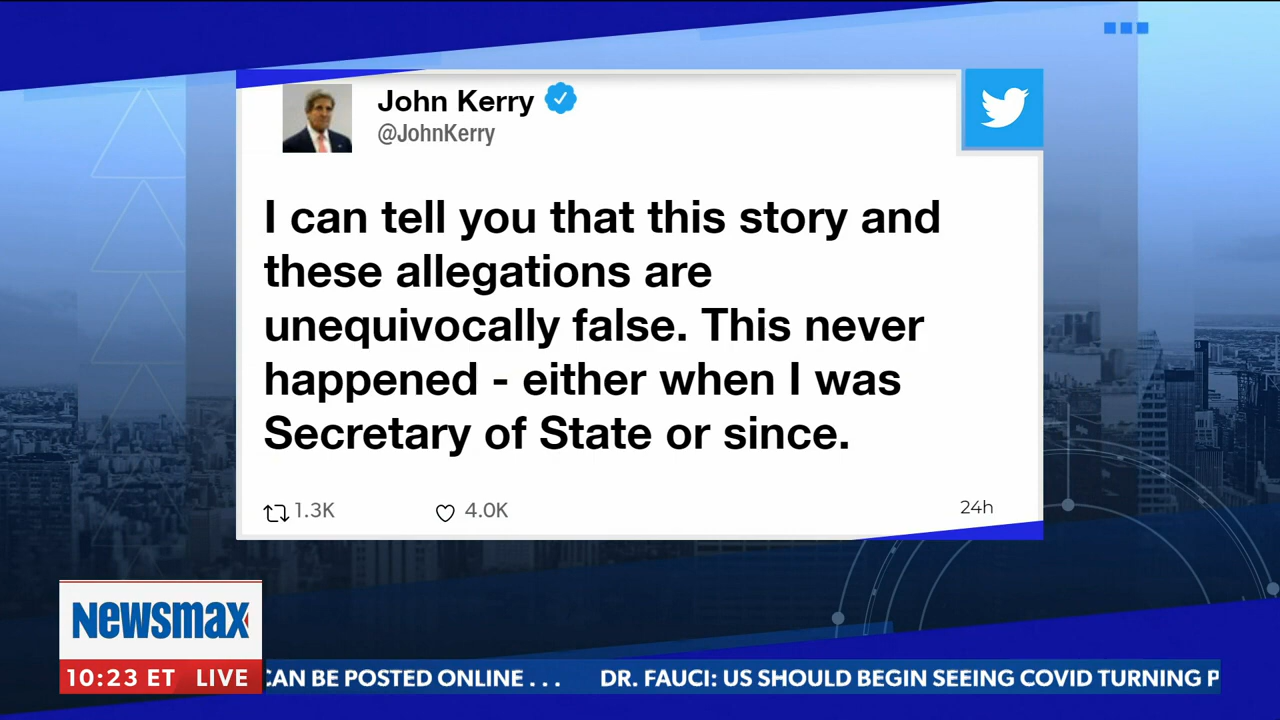 John Kerry
@JohnKerry
I can tell you that this story and
these allegations are
unequivocally false. This never
happened - either when I was
Secretary of State or since.
1.3K 4.0K 24h
NEWSMAX
10:23 ET LIVE
CAN BE POSTED ONLINE . . . DR. FAUCI: US SHOULD BEGIN SEEING COVID TURNING P